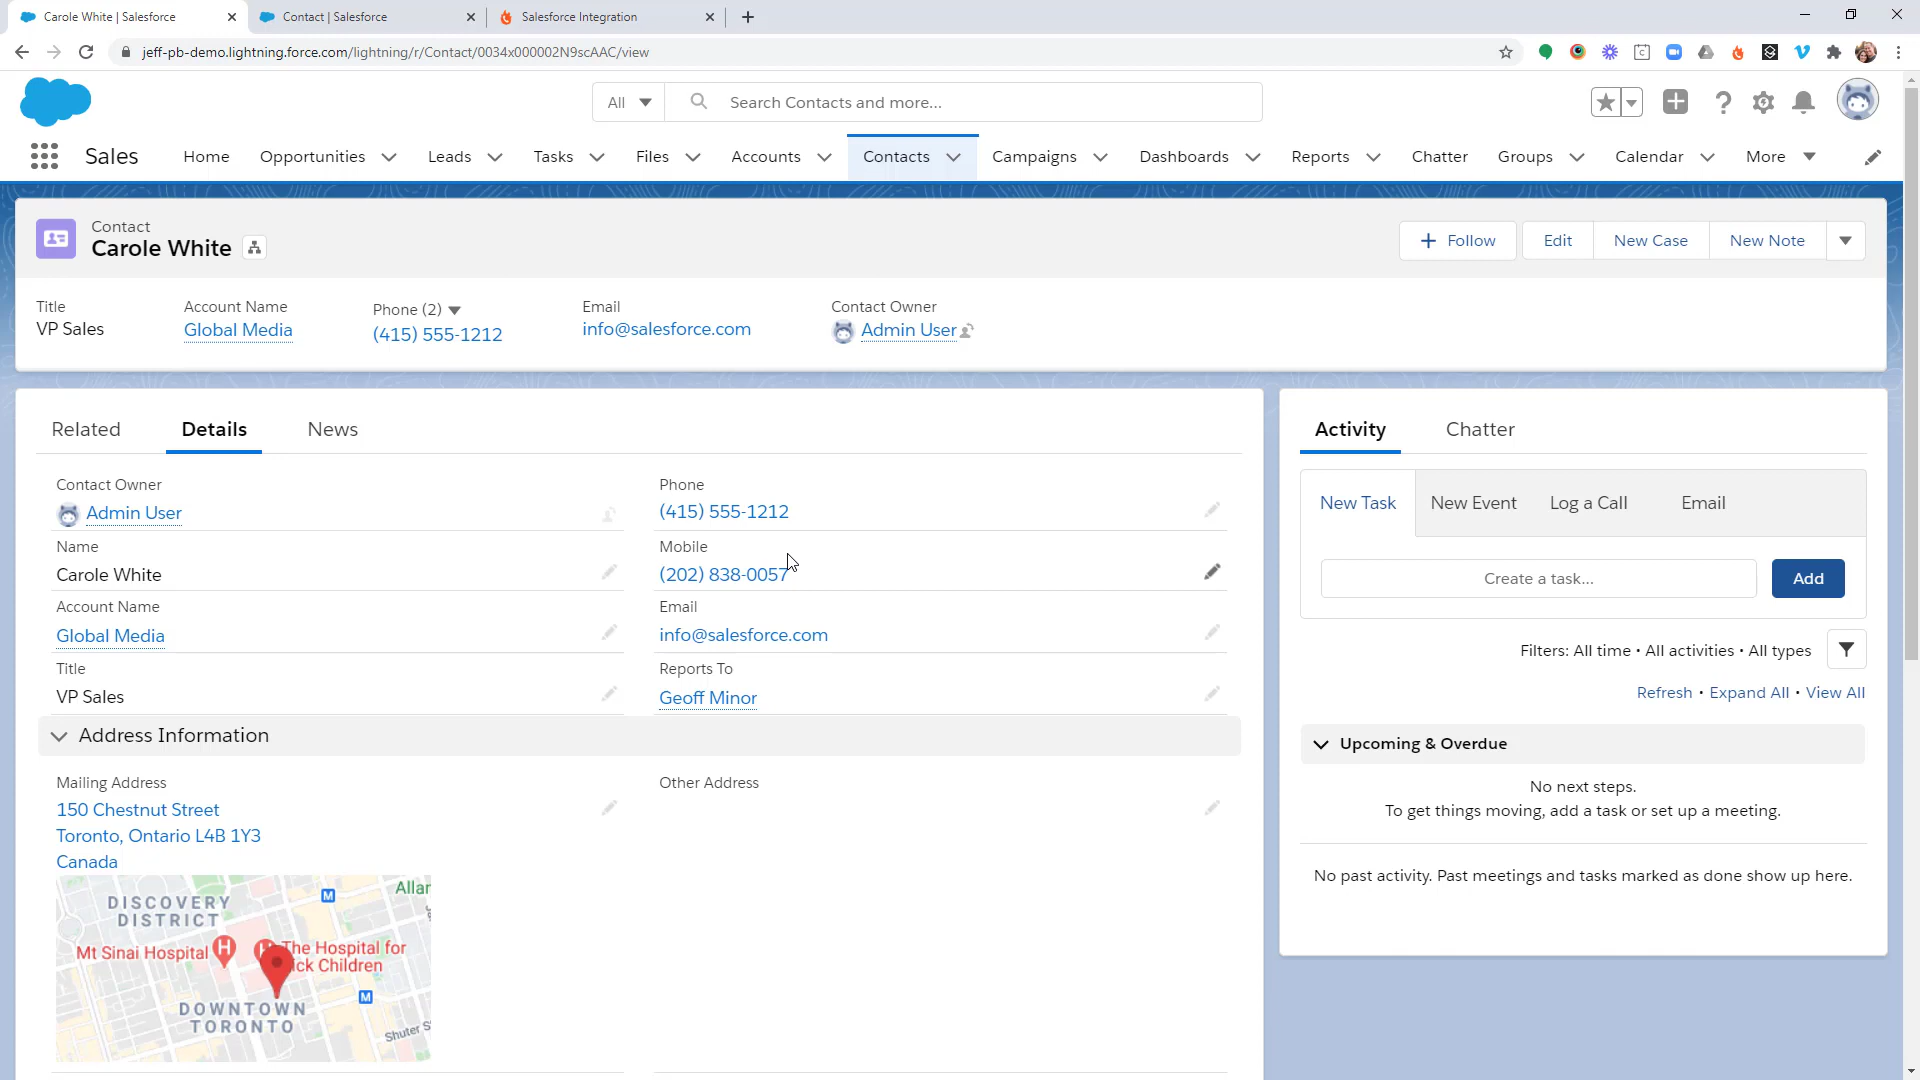 Carole White | Salesforce
Contact | Salesforce
Salesforce Integration
jeff-pb-demo.lightning.force.com/lightning/r/Contact/0034x000002N9scAAC/view
All
Search Contacts and more...
Sales
Home
Opportunities
Leads
Tasks
Files
Accounts
Contacts
Campaigns
Dashboards
Reports
Chatter
Groups
Calendar
More
Contact
Carole White
Follow
Edit
New Case
New Note
Title
VP Sales
Account Name
Global Media
Phone (2)
(415) 555-1212
Email
info@salesforce.com
Contact Owner
Admin User
Related
Details
News
Contact Owner
Admin User
Phone
(415) 555-1212
Name
Carole White
Mobile
(202) 838-0057
Account Name
Global Media
Email
info@salesforce.com
Title
VP Sales
Reports To
Geoff Minor
Address Information
Mailing Address
150 Chestnut Street
Toronto, Ontario L4B 1Y3
Canada
Other Address
DISCOVERY
DISTRICT
M
Allar
Mt Sinai Hospital
H
The Hospital for
ick Children
M
DOWNTOWN
TORONTO
Shuter S
Activity
Chatter
New Task
New Event
Log a Call
Email
Create a task...
Add
Filters: All time • All activities • All types
Refresh • Expand All • View All
Upcoming & Overdue
No next steps.
To get things moving, add a task or set up a meeting.
No past activity. Past meetings and tasks marked as done show up here.